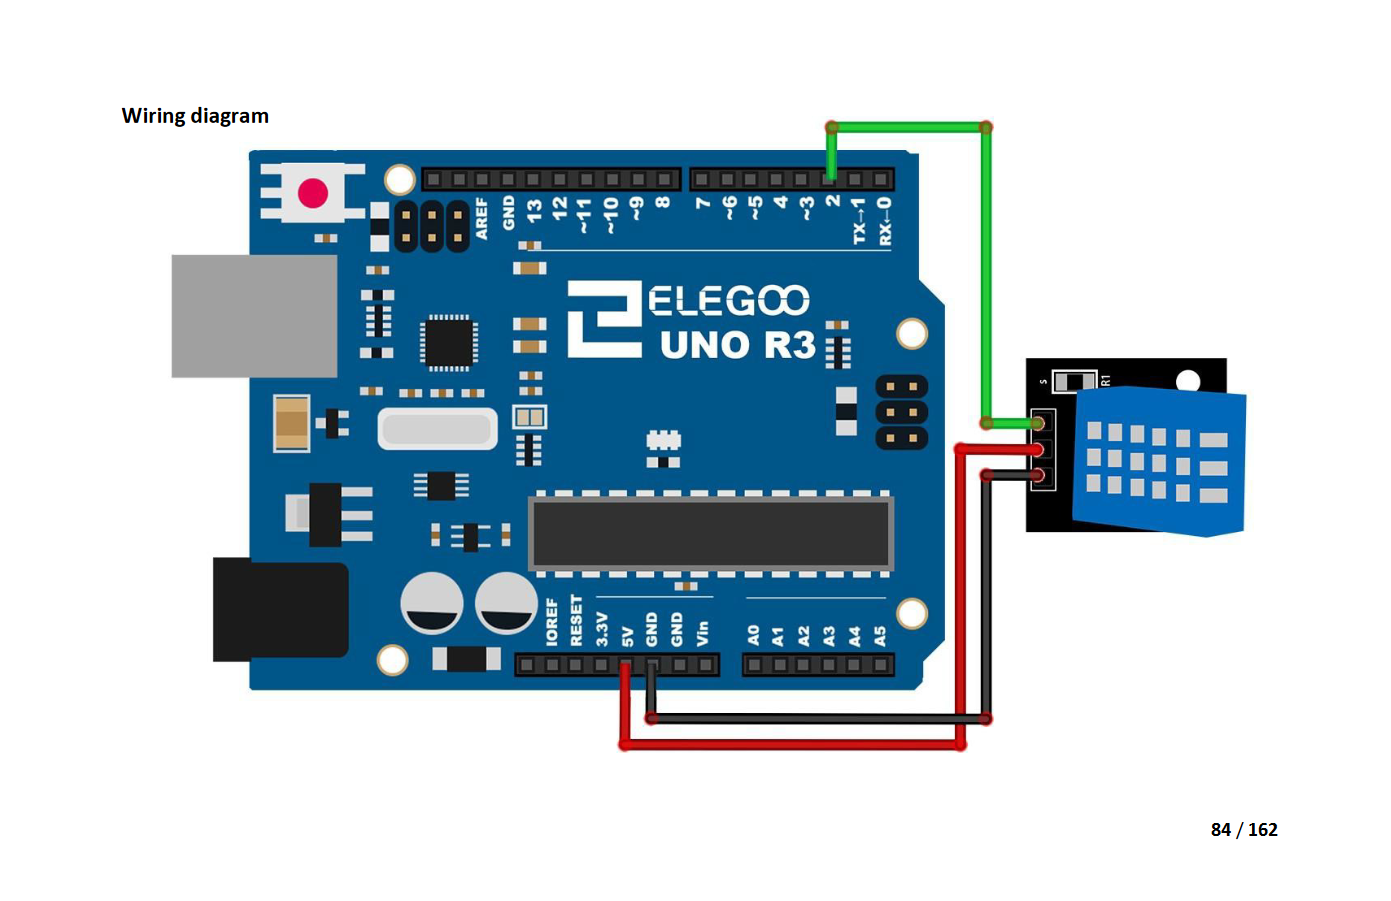 Wiring diagram
AREF
GND
13
12
~11
~10
~9
8
7
~6
~5
4
~3
2
TX→1
RX←0
ELEGOO
UNO R3
S
R1
IOREF
RESET
3.3V
5V
GND
GND
Vin
A0
A1
A2
A3
A4
A5
84 / 162